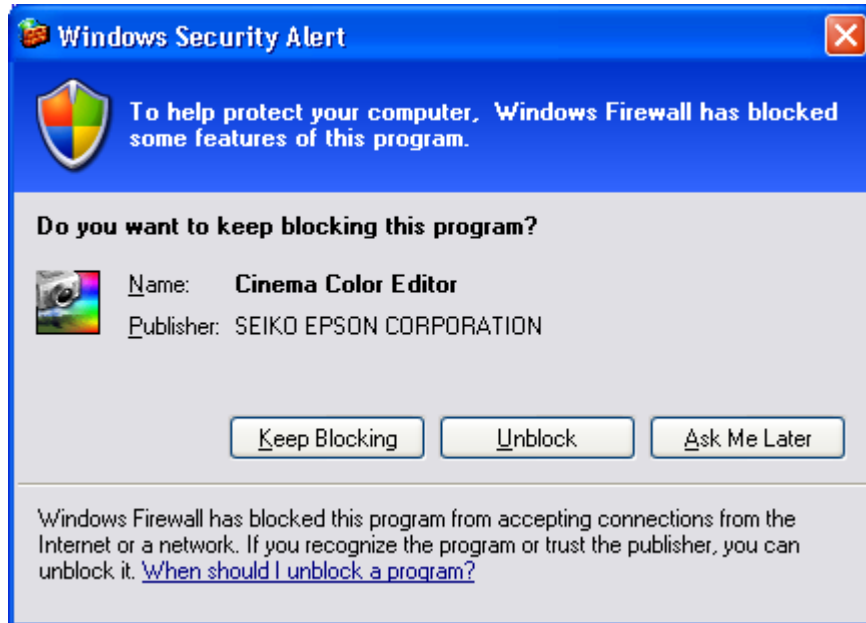 Windows Security Alert
To help protect your computer, Windows Firewall has blocked
some features of this program.
Do you want to keep blocking this program?
Name: Cinema Color Editor
Publisher: SEIKO EPSON CORPORATION
Keep Blocking Unblock Ask Me Later
Windows Firewall has blocked this program from accepting connections from the
Internet or a network. If you recognize the program or trust the publisher, you can
unblock it. When should I unblock a program?